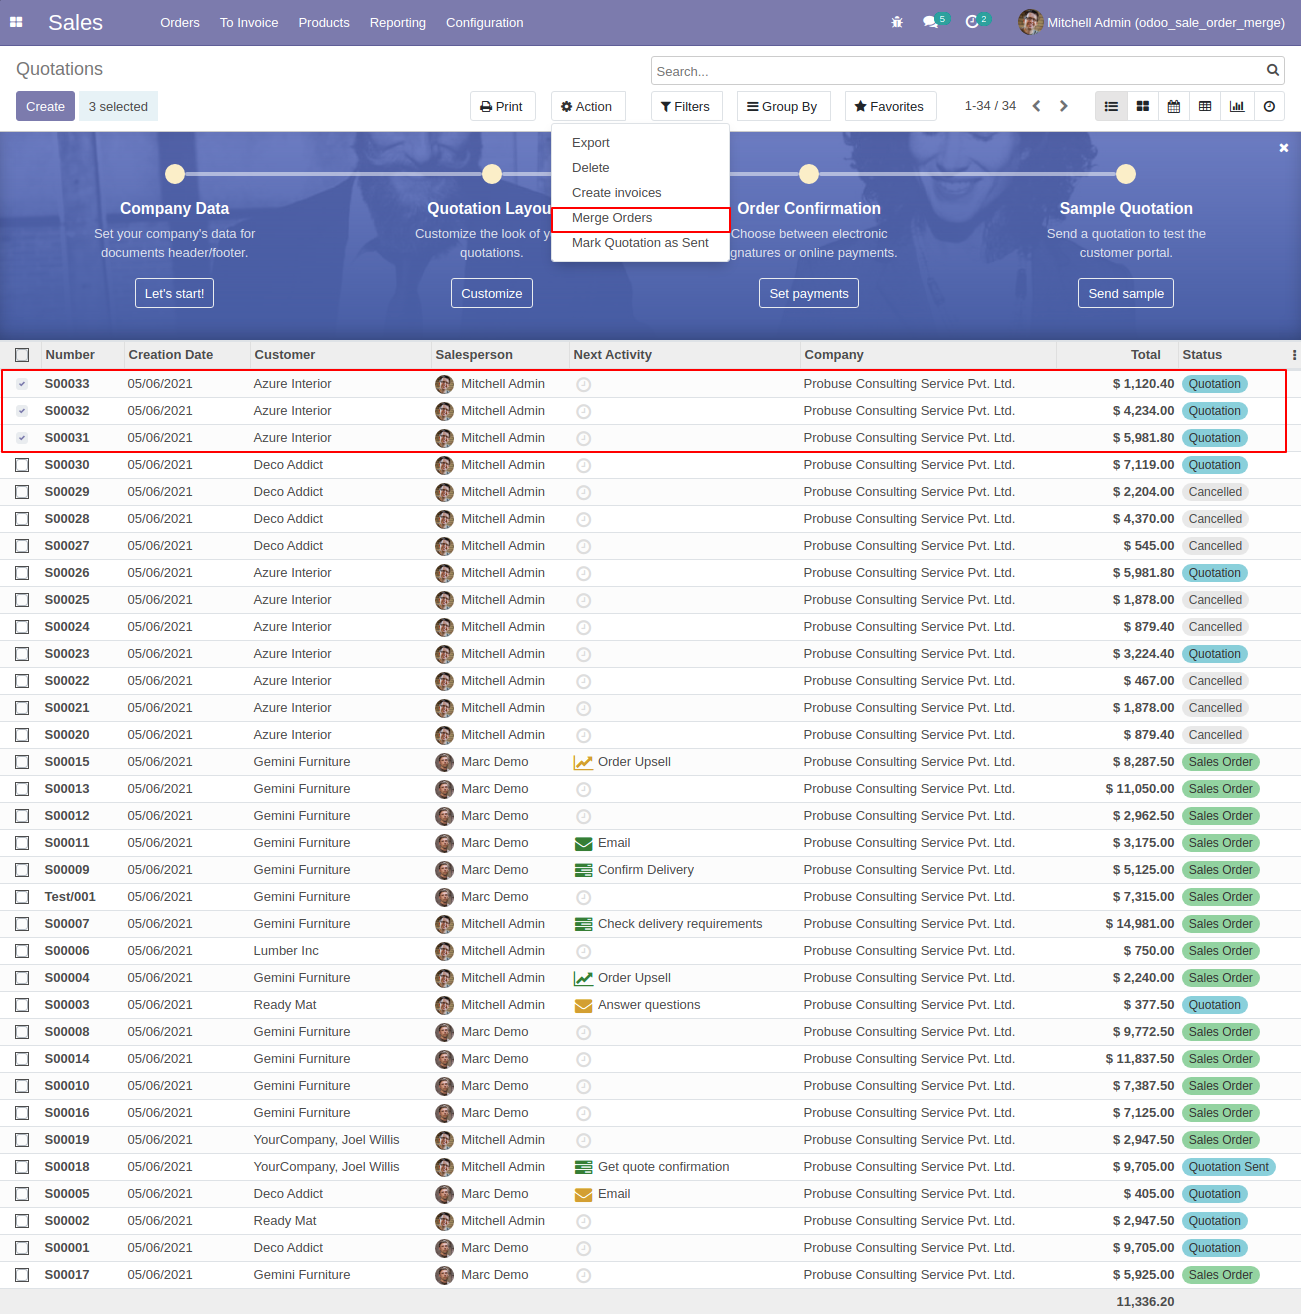 Sales Orders To Invoice Products Reporting Configuration 5 2 Mitchell Admin (odoo_sale_order_merge)
Quotations Search...
Create 3 selected Print Action Filters Group By Favorites 1-34 / 34
Export
Delete
Create invoices
Merge Orders
Mark Quotation as Sent
Company Data
Set your company's data for
documents header/footer.
Let's start!
Quotation Layou
Customize the look of y
quotations.
Customize
Order Confirmation
Choose between electronic
gnatures or online payments.
Set payments
Sample Quotation
Send a quotation to test the
customer portal.
Send sample
Number Creation Date Customer Salesperson Next Activity Company Total Status
S00033 05/06/2021 Azure Interior Mitchell Admin Probuse Consulting Service Pvt. Ltd. $ 1,120.40 Quotation
S00032 05/06/2021 Azure Interior Mitchell Admin Probuse Consulting Service Pvt. Ltd. $ 4,234.00 Quotation
S00031 05/06/2021 Azure Interior Mitchell Admin Probuse Consulting Service Pvt. Ltd. $ 5,981.80 Quotation
S00030 05/06/2021 Deco Addict Mitchell Admin Probuse Consulting Service Pvt. Ltd. $ 7,119.00 Quotation
S00029 05/06/2021 Deco Addict Mitchell Admin Probuse Consulting Service Pvt. Ltd. $ 2,204.00 Cancelled
S00028 05/06/2021 Deco Addict Mitchell Admin Probuse Consulting Service Pvt. Ltd. $ 4,370.00 Cancelled
S00027 05/06/2021 Deco Addict Mitchell Admin Probuse Consulting Service Pvt. Ltd. $ 545.00 Cancelled
S00026 05/06/2021 Azure Interior Mitchell Admin Probuse Consulting Service Pvt. Ltd. $ 5,981.80 Quotation
S00025 05/06/2021 Azure Interior Mitchell Admin Probuse Consulting Service Pvt. Ltd. $ 1,878.00 Cancelled
S00024 05/06/2021 Azure Interior Mitchell Admin Probuse Consulting Service Pvt. Ltd. $ 879.40 Cancelled
S00023 05/06/2021 Azure Interior Mitchell Admin Probuse Consulting Service Pvt. Ltd. $ 3,224.40 Quotation
S00022 05/06/2021 Azure Interior Mitchell Admin Probuse Consulting Service Pvt. Ltd. $ 467.00 Cancelled
S00021 05/06/2021 Azure Interior Mitchell Admin Probuse Consulting Service Pvt. Ltd. $ 1,878.00 Cancelled
S00020 05/06/2021 Azure Interior Mitchell Admin Probuse Consulting Service Pvt. Ltd. $ 879.40 Cancelled
S00015 05/06/2021 Gemini Furniture Marc Demo Order Upsell Probuse Consulting Service Pvt. Ltd. $ 8,287.50 Sales Order
S00013 05/06/2021 Gemini Furniture Marc Demo Probuse Consulting Service Pvt. Ltd. $ 11,050.00 Sales Order
S00012 05/06/2021 Gemini Furniture Marc Demo Probuse Consulting Service Pvt. Ltd. $ 2,962.50 Sales Order
S00011 05/06/2021 Gemini Furniture Marc Demo Email Probuse Consulting Service Pvt. Ltd. $ 3,175.00 Sales Order
S00009 05/06/2021 Gemini Furniture Marc Demo Confirm Delivery Probuse Consulting Service Pvt. Ltd. $ 5,125.00 Sales Order
Test/001 05/06/2021 Gemini Furniture Marc Demo Probuse Consulting Service Pvt. Ltd. $ 7,315.00 Sales Order
S00007 05/06/2021 Gemini Furniture Mitchell Admin Check delivery requirements Probuse Consulting Service Pvt. Ltd. $ 14,981.00 Sales Order
S00006 05/06/2021 Lumber Inc Mitchell Admin Probuse Consulting Service Pvt. Ltd. $ 750.00 Sales Order
S00004 05/06/2021 Gemini Furniture Mitchell Admin Order Upsell Probuse Consulting Service Pvt. Ltd. $ 2,240.00 Sales Order
S00003 05/06/2021 Ready Mat Mitchell Admin Answer questions Probuse Consulting Service Pvt. Ltd. $ 377.50 Quotation
S00008 05/06/2021 Gemini Furniture Marc Demo Probuse Consulting Service Pvt. Ltd. $ 9,772.50 Sales Order
S00014 05/06/2021 Gemini Furniture Marc Demo Probuse Consulting Service Pvt. Ltd. $ 11,837.50 Sales Order
S00010 05/06/2021 Gemini Furniture Marc Demo Probuse Consulting Service Pvt. Ltd. $ 7,387.50 Sales Order
S00016 05/06/2021 Gemini Furniture Marc Demo Probuse Consulting Service Pvt. Ltd. $ 7,125.00 Sales Order
S00019 05/06/2021 YourCompany, Joel Willis Mitchell Admin Probuse Consulting Service Pvt. Ltd. $ 2,947.50 Sales Order
S00018 05/06/2021 YourCompany, Joel Willis Mitchell Admin Get quote confirmation Probuse Consulting Service Pvt. Ltd. $ 9,705.00 Quotation Sent
S00005 05/06/2021 Deco Addict Marc Demo Email Probuse Consulting Service Pvt. Ltd. $ 405.00 Quotation
S00002 05/06/2021 Ready Mat Mitchell Admin Probuse Consulting Service Pvt. Ltd. $ 2,947.50 Quotation
S00001 05/06/2021 Deco Addict Marc Demo Probuse Consulting Service Pvt. Ltd. $ 9,705.00 Quotation
S00017 05/06/2021 Gemini Furniture Marc Demo Probuse Consulting Service Pvt. Ltd. $ 5,925.00 Sales Order
11,336.20